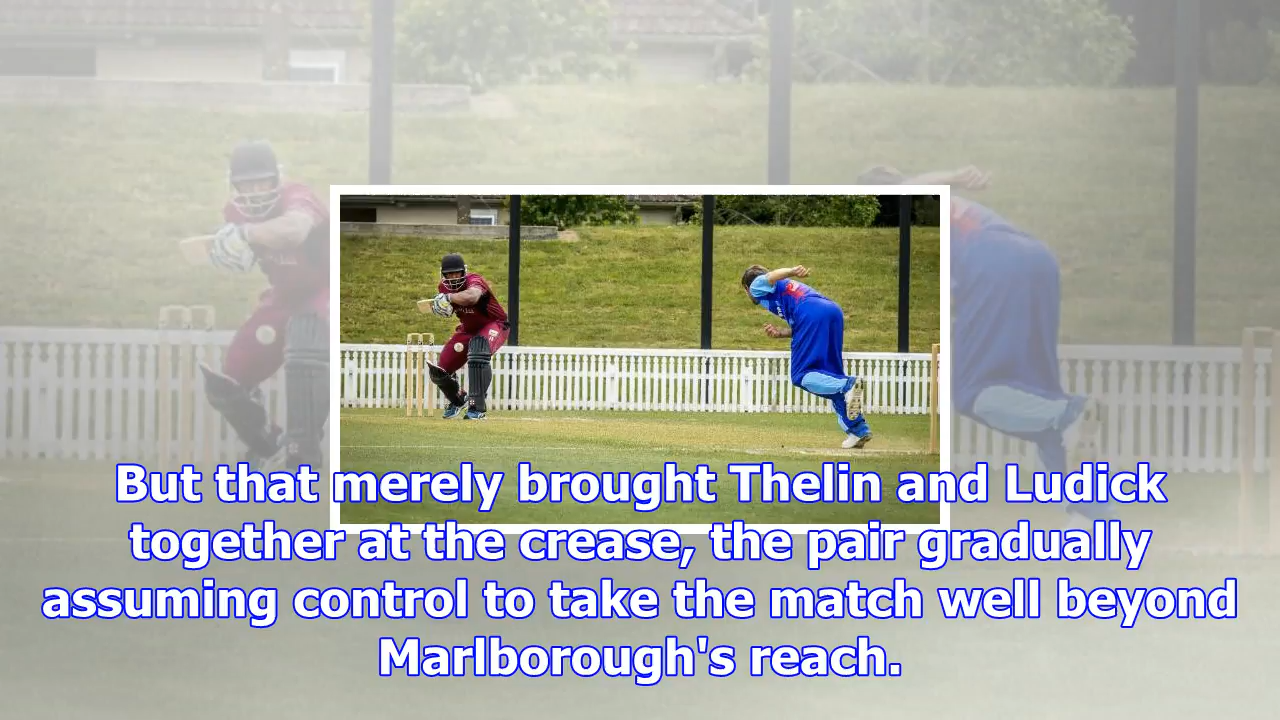 But that merely brought Thelin and Ludick
together at the crease, the pair gradually
assuming control to take the match well beyond
Marlborough's reach.